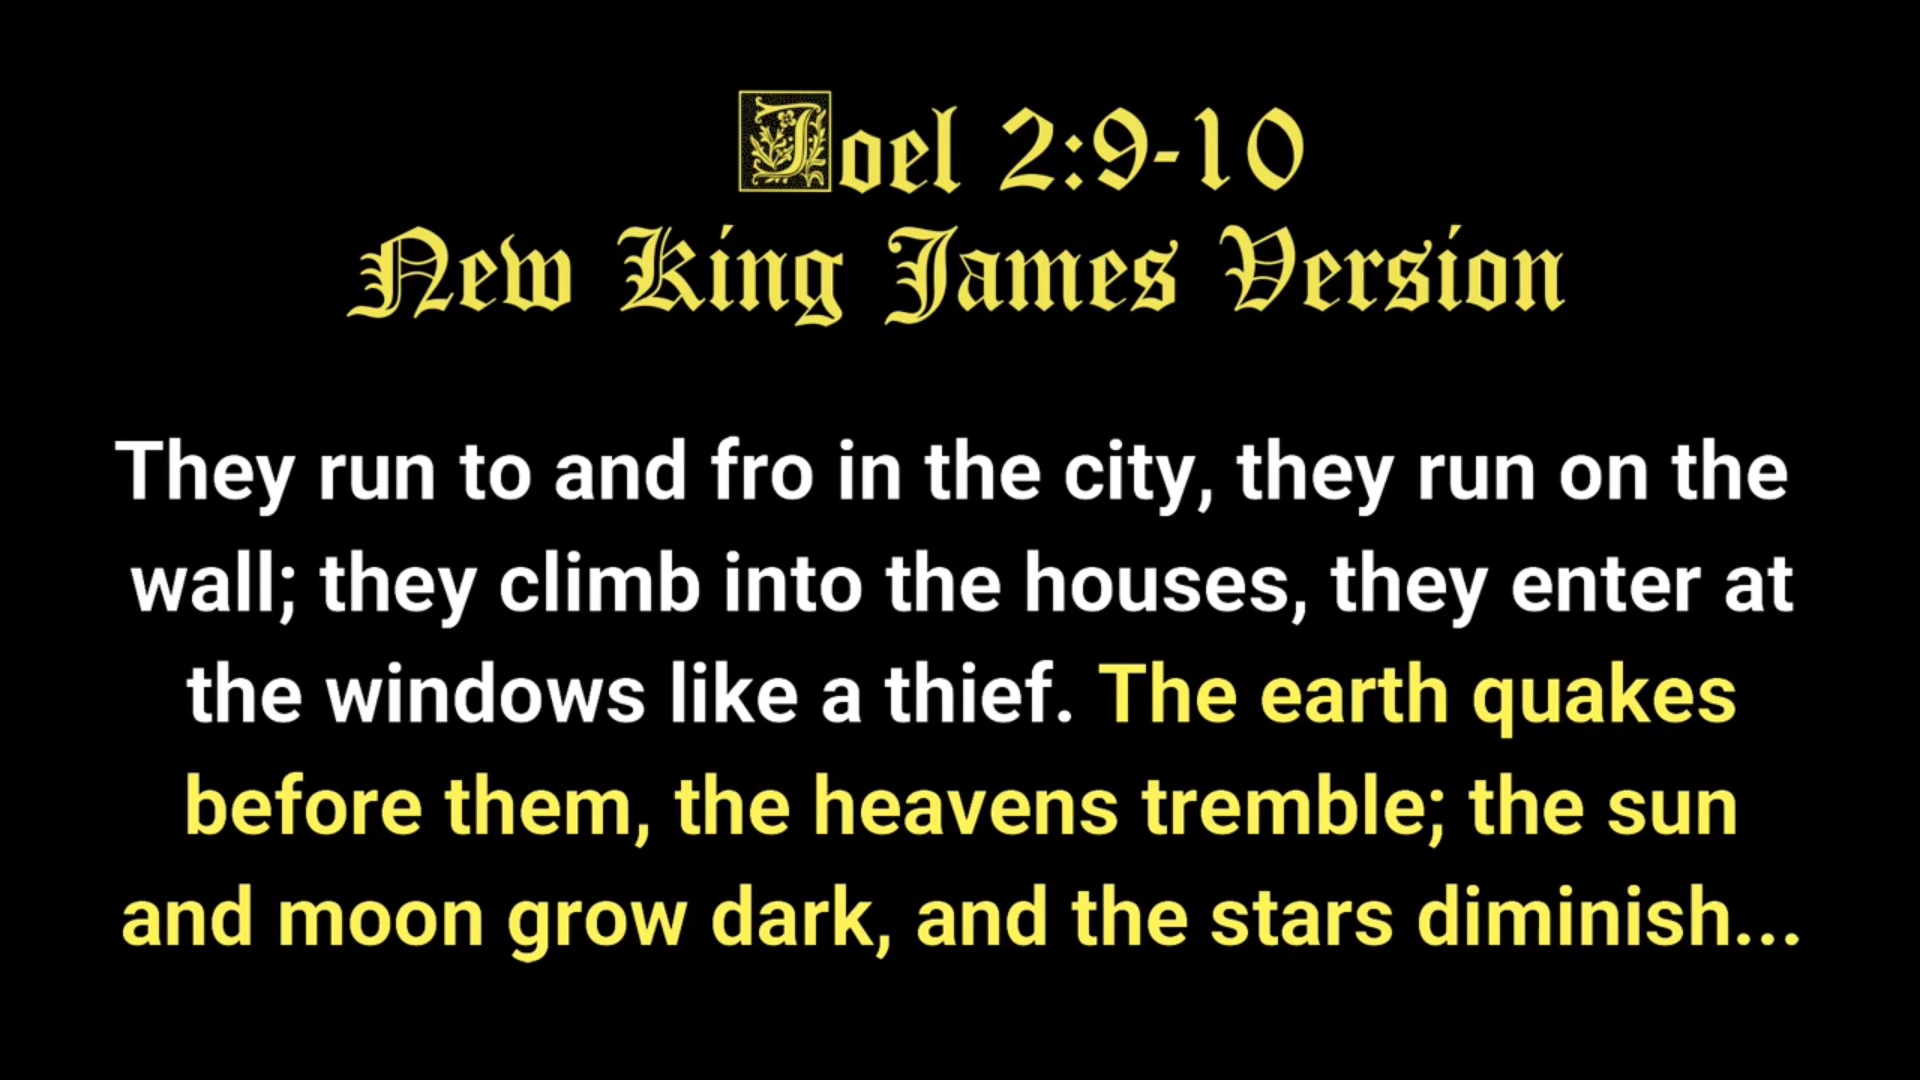 Joel 2:9-10
New King James Version
They run to and fro in the city, they run on the
wall; they climb into the houses, they enter at
the windows like a thief. The earth quakes
before them, the heavens tremble; the sun
and moon grow dark, and the stars diminish...